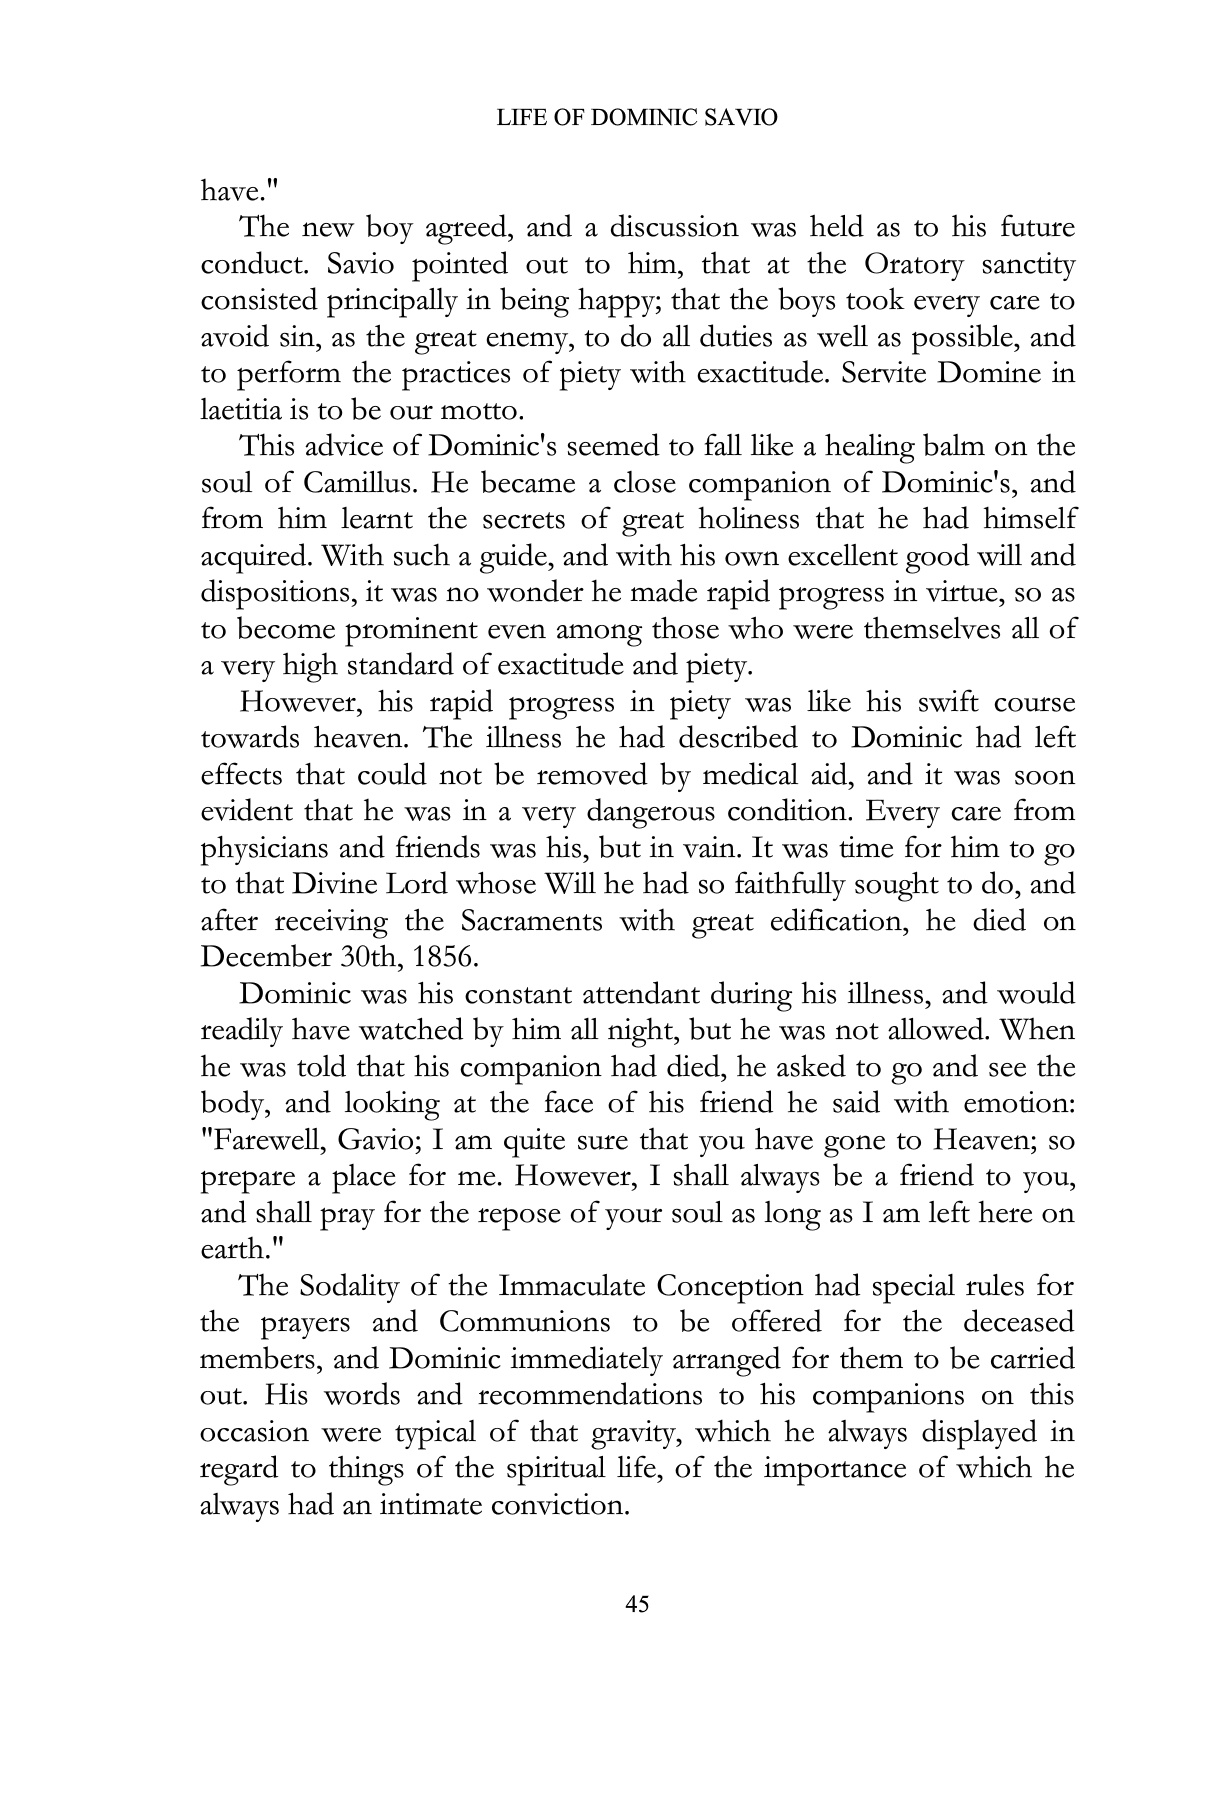 LIFE OF DOMINIC SAVIO
have."
The new boy agreed, and a discussion was held as to his future
conduct. Savio pointed out to him, that at the Oratory sanctity
consisted principally in being happy; that the boys took every care to
avoid sin, as the great enemy, to do all duties as well as possible, and
to perform the practices of piety with exactitude. Servite Domine in
laetitia is to be our motto.
This advice of Dominic's seemed to fall like a healing balm on the
soul of Camillus. He became a close companion of Dominic's, and
from him learnt the secrets of great holiness that he had himself
acquired. With such a guide, and with his own excellent good will and
dispositions, it was no wonder he made rapid progress in virtue, so as
to become prominent even among those who were themselves all of
a very high standard of exactitude and piety.
However, his rapid progress in piety was like his swift course
towards heaven. The illness he had described to Dominic had left
effects that could not be removed by medical aid, and it was soon
evident that he was in a very dangerous condition. Every care from
physicians and friends was his, but in vain. It was time for him to go
to that Divine Lord whose Will he had so faithfully sought to do, and
after receiving the Sacraments with great edification, he died on
December 30th, 1856.
Dominic was his constant attendant during his illness, and would
readily have watched by him all night, but he was not allowed. When
he was told that his companion had died, he asked to go and see the
body, and looking at the face of his friend he said with emotion:
"Farewell, Gavio; I am quite sure that you have gone to Heaven; so
prepare a place for me. However, I shall always be a friend to you,
and shall pray for the repose of your soul as long as I am left here on
earth."
The Sodality of the Immaculate Conception had special rules for
the prayers and Communions to be offered for the deceased
members, and Dominic immediately arranged for them to be carried
out. His words and recommendations to his companions on this
occasion were typical of that gravity, which he always displayed in
regard to things of the spiritual life, of the importance of which he
always had an intimate conviction.
45